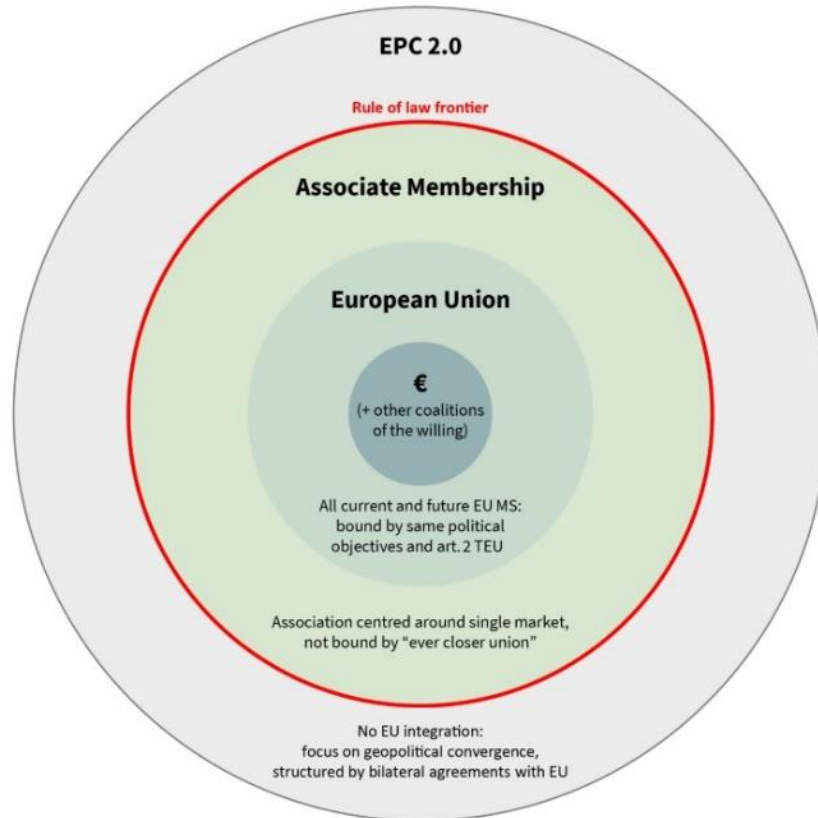 EPC 2.0
Rule of law frontier
Associate Membership
European Union
€
(+ other coalitions
of the willing)
All current and future EU MS:
bound by same political
objectives and art. 2 TEU
Association centred around single market,
not bound by “ever closer union”
No EU integration:
focus on geopolitical convergence,
structured by bilateral agreements with EU